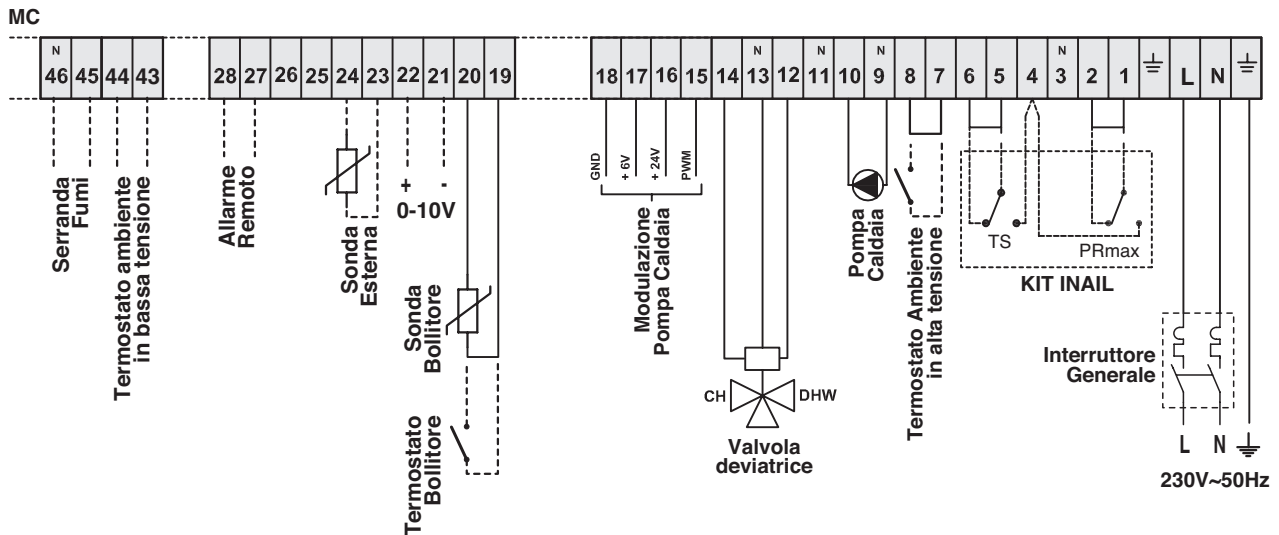 MC
N N N N N
46 45 44 43 28 27 26 25 24 23 22 21 20 19 18 17 16 15 14 13 12 11 10 9 8 7 6 5 4 3 2 1 L N
Serranda
Fumi
Termostato ambiente
in bassa tensione
Allarme
Remoto
Sonda
Esterna
+ -
0-10V
Sonda
Bollitore
Termostato
Bollitore
GND
+ 6V
+ 24V
PWM
Modulazione
Pompa Caldaia
CH
DHW
Valvola
deviatrice
Pompa
Caldaia
Termostato Ambiente
in alta tensione
TS
PRmax
KIT INAIL
Interruttore
Generale
L N
230V~50Hz